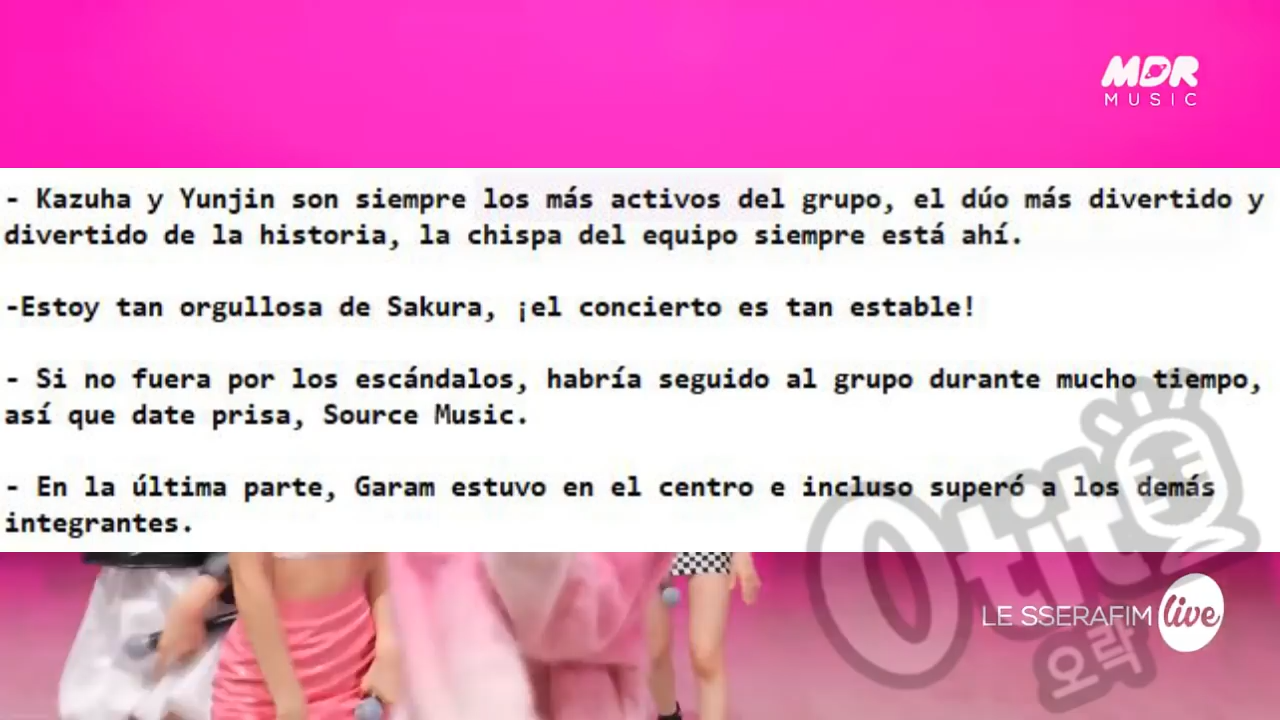 MDR
MUSIC
- Kazuha y Yunjin son siempre los más activos del grupo, el dúo más divertido y
divertido de la historia, la chispa del equipo siempre está ahí.
-Estoy tan orgullosa de Sakura, ¡el concierto es tan estable!
- Si no fuera por los escándalos, habría seguido al grupo durante mucho tiempo,
así que date prisa, Source Music.
- En la última parte, Garam estuvo en el centro e incluso superó a los demás
integrantes.
LE SSERAFIM live
오락